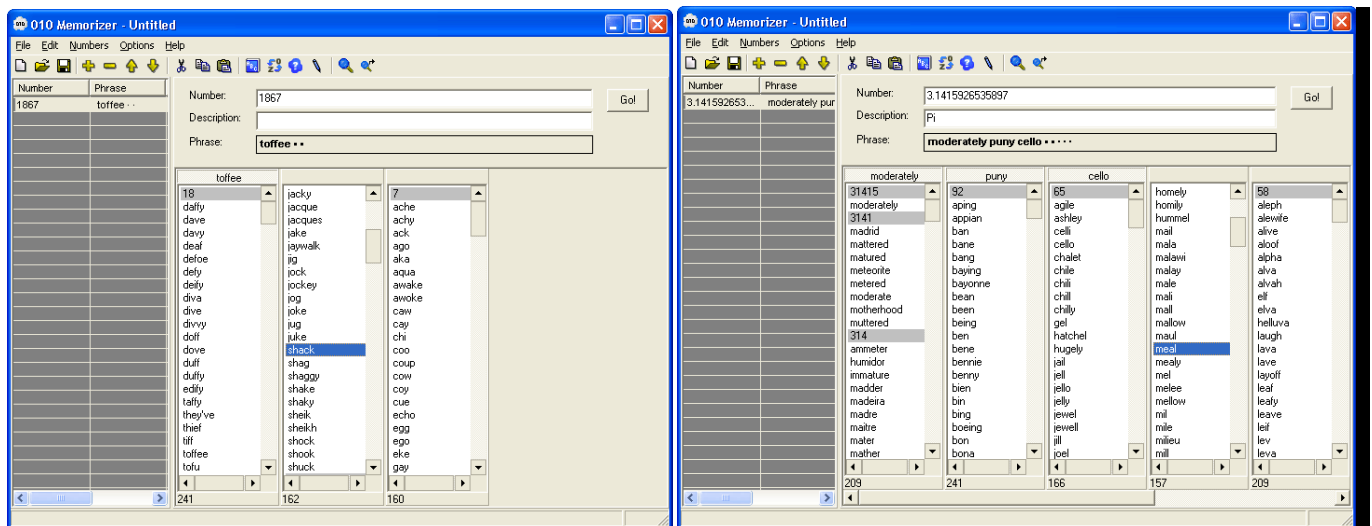 010 Memorizer - Untitled
File Edit Numbers Options Help
Number Phrase
1867 toffee · ·
Number: 1867
Go!
Description:
Phrase: toffee • •
toffee
18 jacky 7
daffy jacque ache
dave jacques achy
davy jake ack
deaf jaywalk ago
defoe jig aka
defy jock aqua
deify jockey awake
diva jog awoke
dive joke caw
divvy jug cay
doff juke chi
dove shack coo
duff shag coup
duffy shaggy cow
edify shake coy
taffy shaky cue
they've sheik echo
thief sheikh egg
tiff shock ego
toffee shook eke
tofu shuck gay
241 162 160
010 Memorizer - Untitled
File Edit Numbers Options Help
Number Phrase
3.141592653... moderately pur
Number: 3.1415926535897
Go!
Description: Pi
Phrase: moderately puny cello • • · · ·
moderately puny cello
31415 92 65 homely 58
moderately aping agile homily aleph
3141 appian ashley hummel alewife
madrid ban celli mail alive
mattered bane cello mala aloof
matured bang chalet malawi alpha
meteorite baying chile malay alva
metered bayonne chili male alvah
moderate bean chill mali elf
motherhood been chilly mall elva
muttered being gel mallow helluva
314 ben hatchel maul laugh
ammeter bene hugely meal lava
humidor bennie jail mealy lave
immature benny jell mel layoff
madder bien jello melee leaf
madeira bin jelly mellow leafy
madre bing jewel mil leave
maitre boeing jewell mile leif
mater bon jill milieu lev
mather bona joel mill leva
209 241 166 157 209